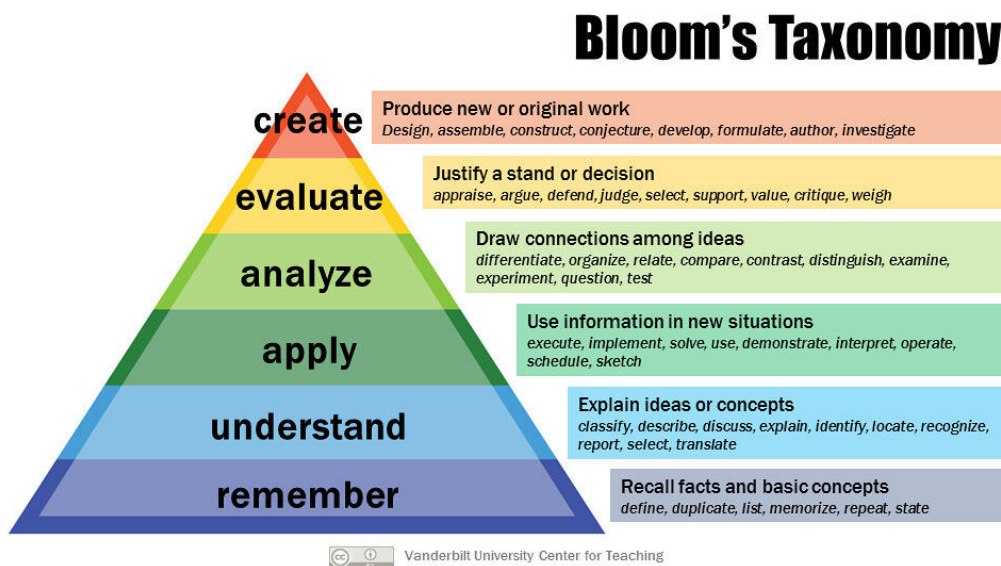 Bloom's Taxonomy
create
Produce new or original work
Design, assemble, construct, conjecture, develop, formulate, author, investigate
evaluate
Justify a stand or decision
appraise, argue, defend, judge, select, support, value, critique, weigh
analyze
Draw connections among ideas
differentiate, organize, relate, compare, contrast, distinguish, examine,
experiment, question, test
apply
Use information in new situations
execute, implement, solve, use, demonstrate, interpret, operate,
schedule, sketch
understand
Explain ideas or concepts
classify, describe, discuss, explain, identify, locate, recognize,
report, select, translate
remember
Recall facts and basic concepts
define, duplicate, list, memorize, repeat, state
cc Vanderbilt University Center for Teaching